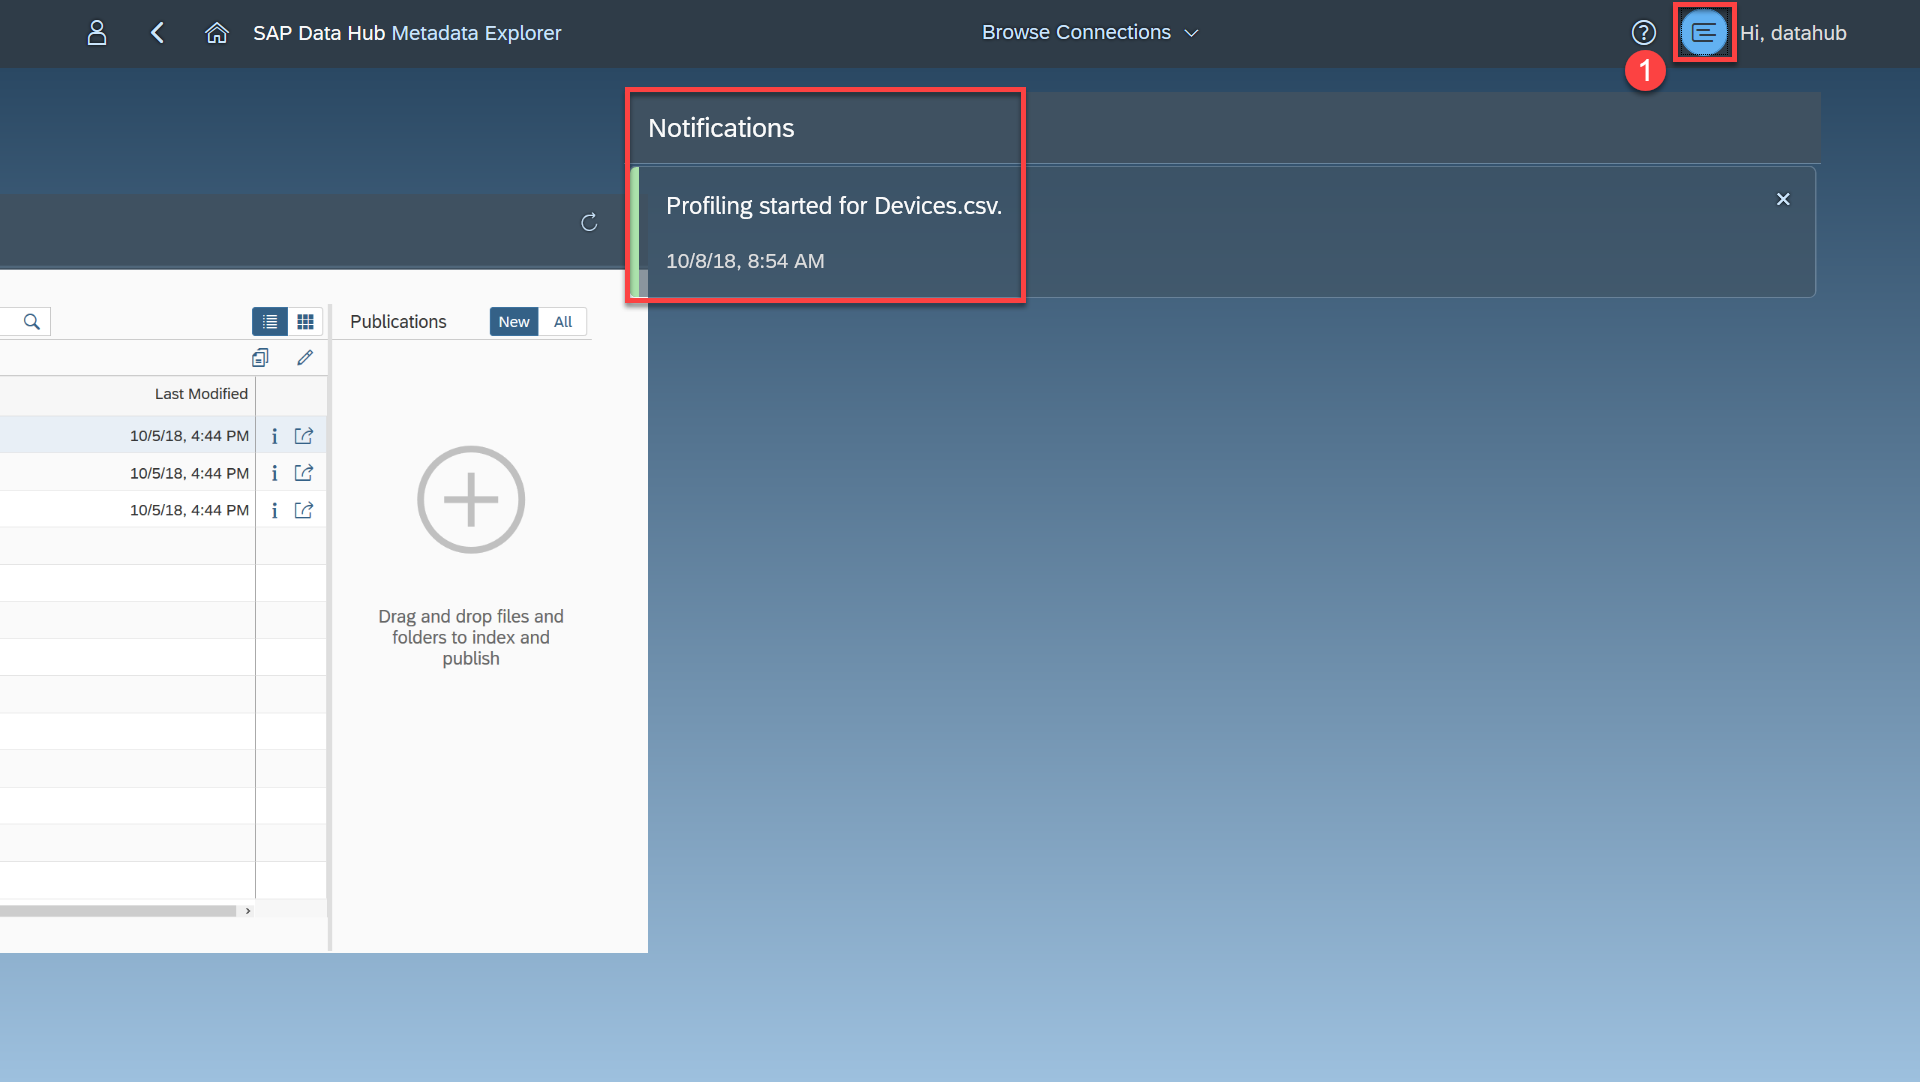 SAP Data Hub Metadata Explorer
Browse Connections
?
Hi, datahub
1
Notifications
Profiling started for Devices.csv.
10/8/18, 8:54 AM
Publications
New
All
Last Modified
10/5/18, 4:44 PM
10/5/18, 4:44 PM
10/5/18, 4:44 PM
Drag and drop files and
folders to index and
publish